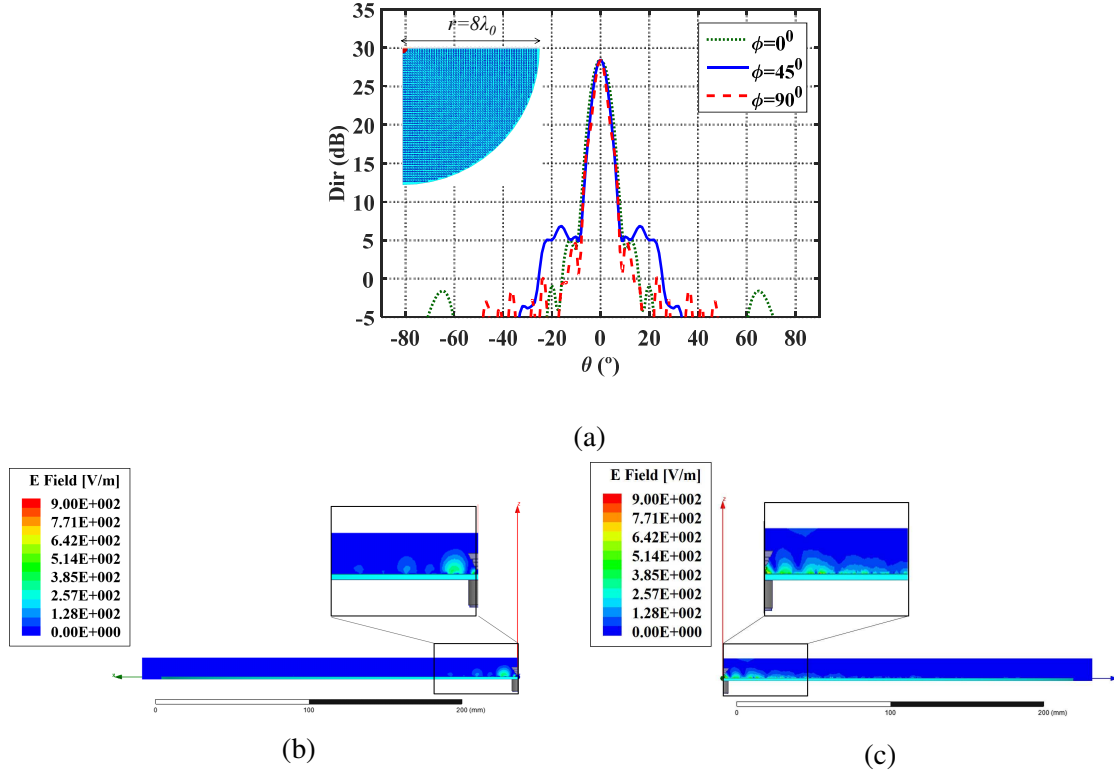 r=8λ0
35
30
25
20
15
10
5
0
-5
Dir (dB)
-80 -60 -40 -20 0 20 40 60 80
θ (º)
ϕ=0⁰
ϕ=45⁰
ϕ=90⁰
(a)
E Field [V/m]
9.00E+002
7.71E+002
6.42E+002
5.14E+002
3.85E+002
2.57E+002
1.28E+002
0.00E+000
z
0 100 200 (mm)
(b)
E Field [V/m]
9.00E+002
7.71E+002
6.42E+002
5.14E+002
3.85E+002
2.57E+002
1.28E+002
0.00E+000
z
0 100 200 (mm)
(c)